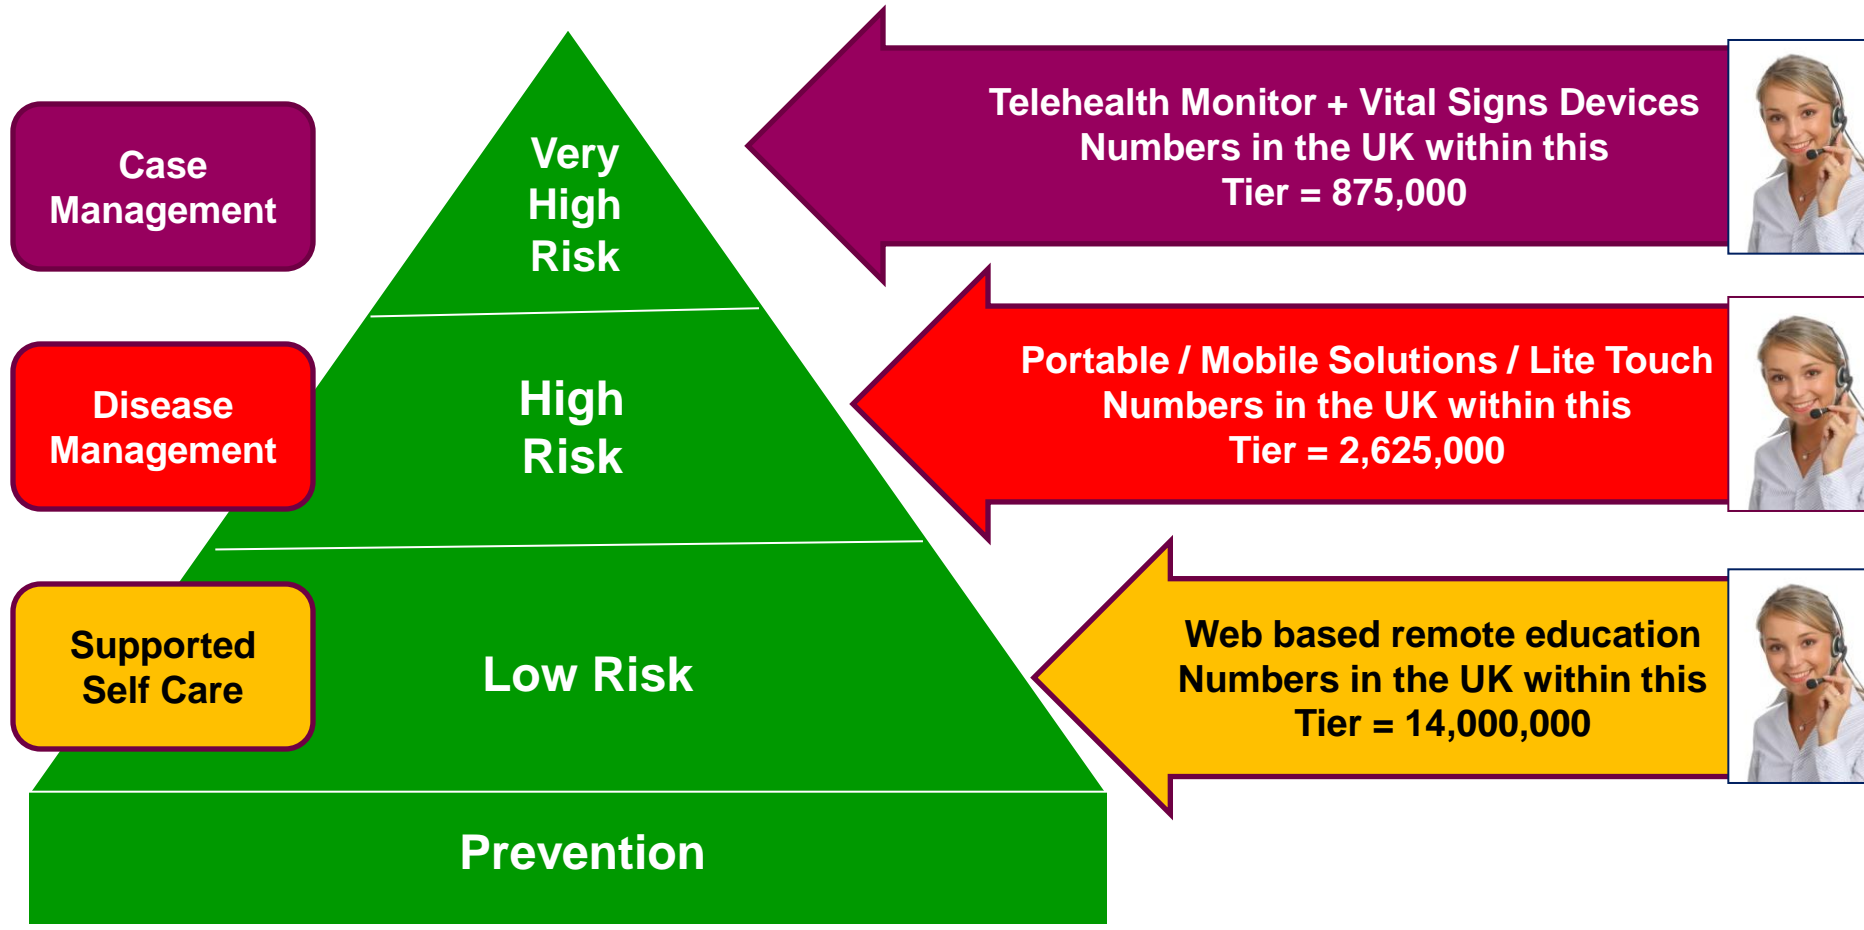 Case
Management
Very
High
Risk
Telehealth Monitor + Vital Signs Devices
Numbers in the UK within this
Tier = 875,000
Disease
Management
High
Risk
Portable / Mobile Solutions / Lite Touch
Numbers in the UK within this
Tier = 2,625,000
Supported
Self Care
Low Risk
Web based remote education
Numbers in the UK within this
Tier = 14,000,000
Prevention